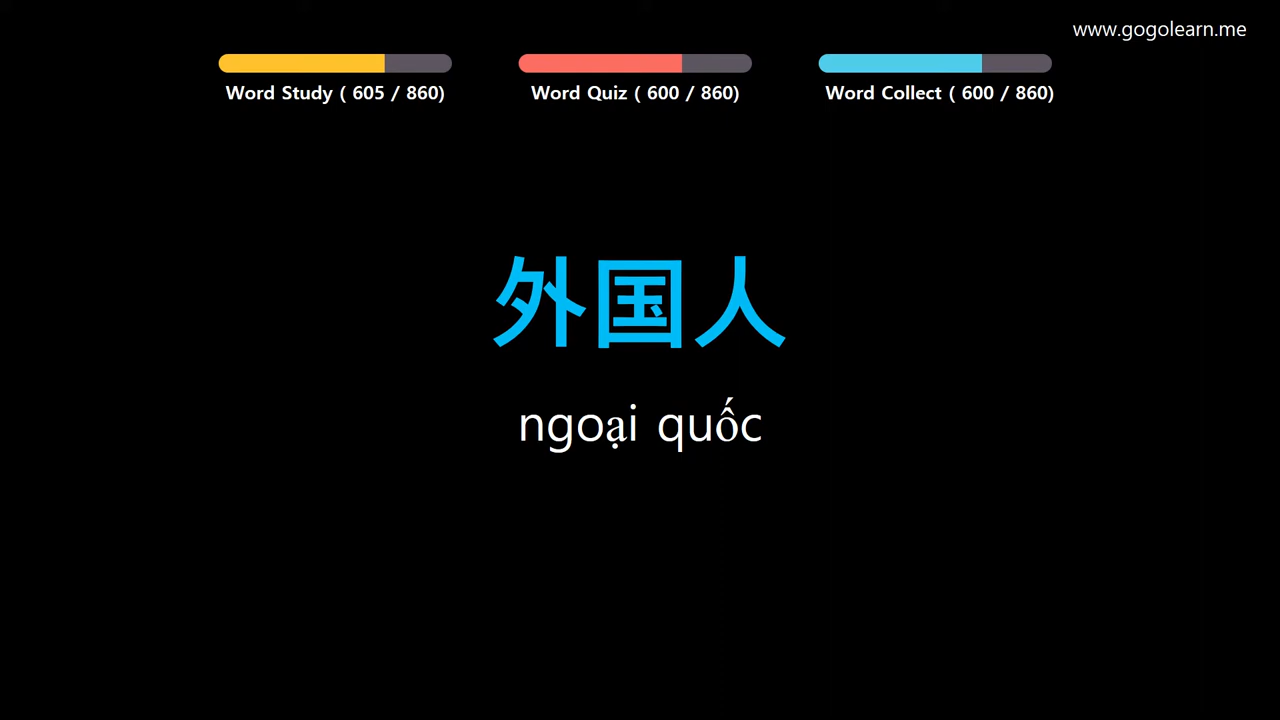 www.gogolearn.me
Word Study ( 605 / 860)
Word Quiz ( 600 / 860)
Word Collect ( 600 / 860)
外国人
ngoại quốc